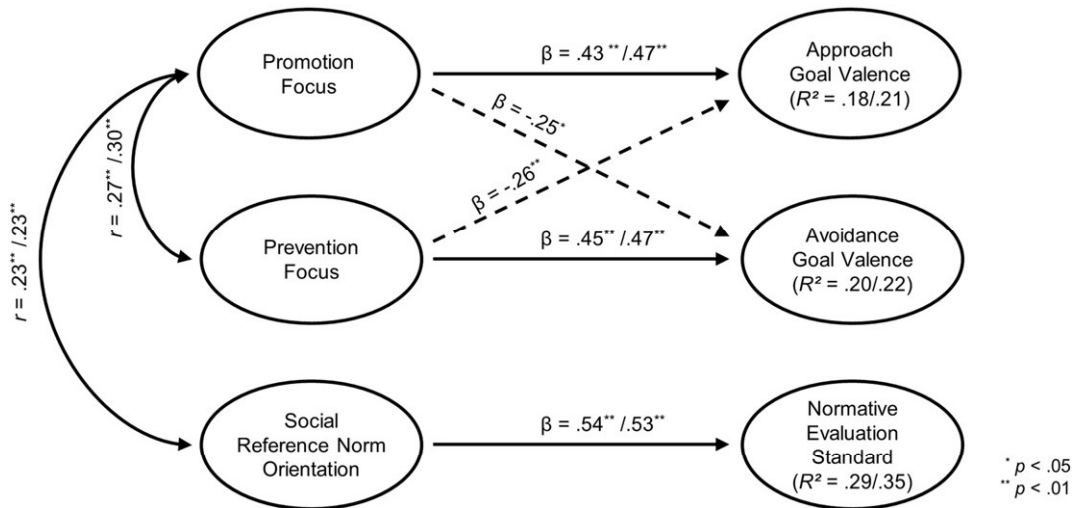 Promotion
Focus
β = .43 ** /.47**
Approach
Goal Valence
(R² = .18/.21)
β = -.25*
β = -.26**
r = .27** /.30**
r = .23** /.23**
Prevention
Focus
β = .45** /.47**
Avoidance
Goal Valence
(R² = .20/.22)
Social
Reference Norm
Orientation
β = .54** /.53**
Normative
Evaluation
Standard
(R² = .29/.35)
* p < .05
** p < .01